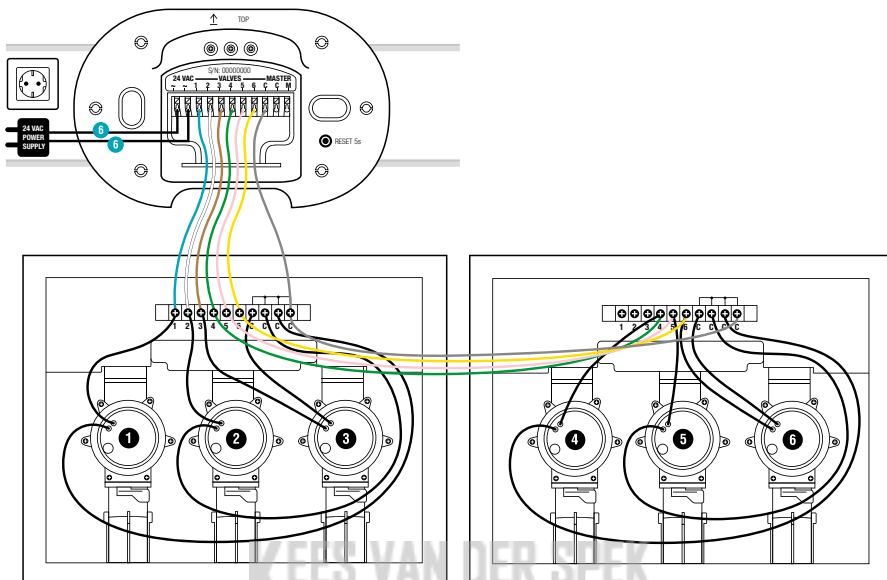 ↑ TOP
S/N: 00000000
24 VAC VALVES MASTER
~ ~ 1 2 3 4 5 6 C C M
24 VAC
POWER
SUPPLY
6
6
RESET 5s
1 2 3 4 5 3 C C C C
1 2 3 4 5 6 C C C C
1 2 3 4 5 6
KEES VAN DER SPEK